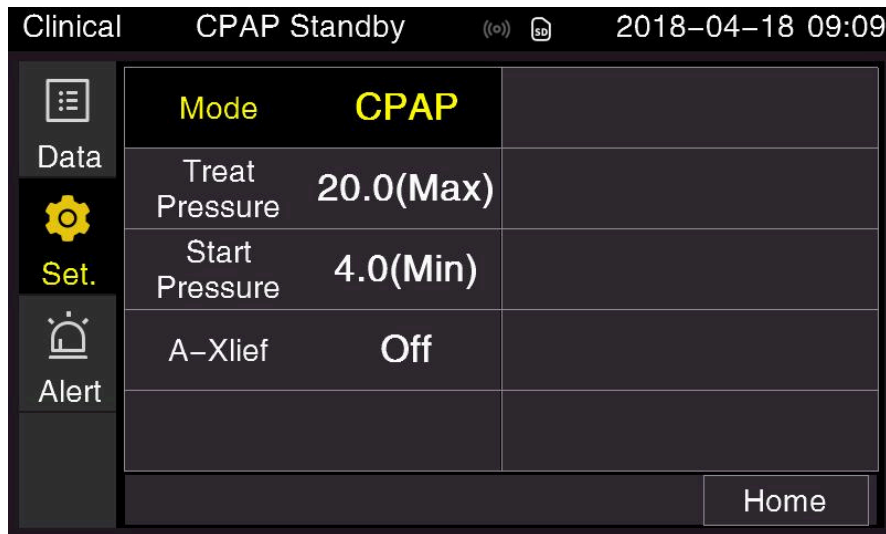 Clinical CPAP Standby SD 2018-04-18 09:09
Data
Set.
Alert
Mode CPAP
Treat
Pressure 20.0(Max)
Start
Pressure 4.0(Min)
A-Xlief Off
Home